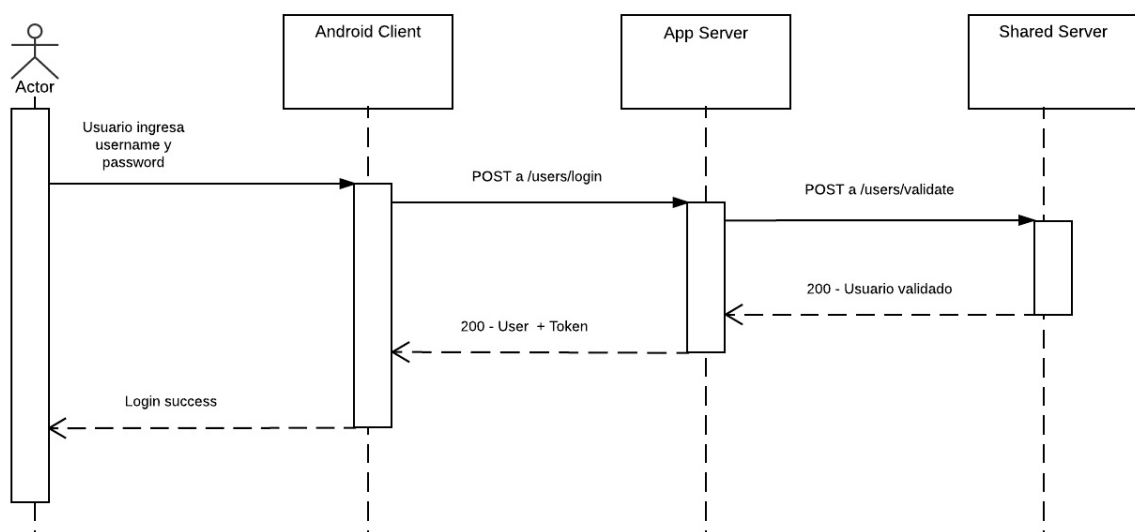 Android Client
App Server
Shared Server
Actor
Usuario ingresa
username y
password
POST a /users/login
POST a /users/validate
200 - Usuario validado
200 - User + Token
Login success